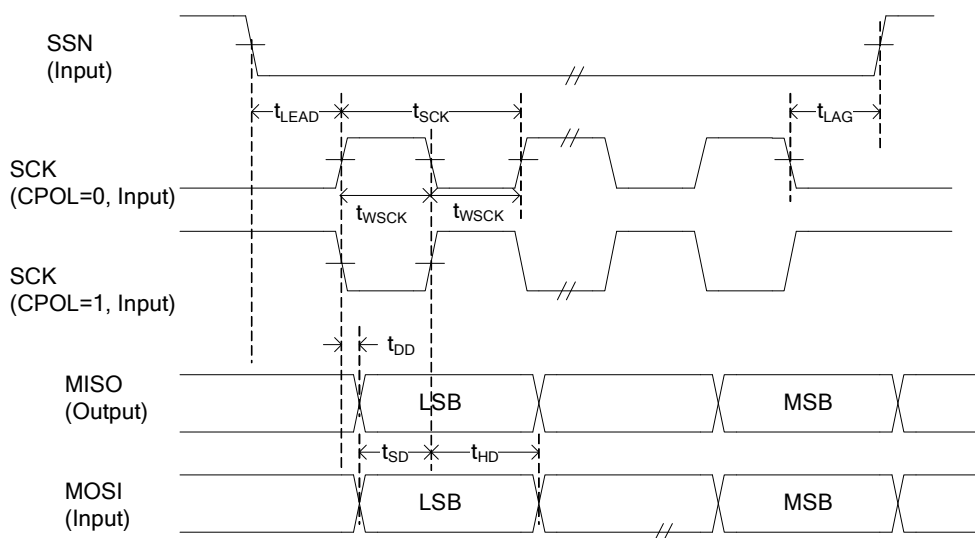 SSN
(Input)
tLEAD
tSCK
tLAG
SCK
(CPOL=0, Input)
tWSCK
tWSCK
SCK
(CPOL=1, Input)
tDD
MISO
(Output)
LSB
MSB
tSD
tHD
MOSI
(Input)
LSB
MSB